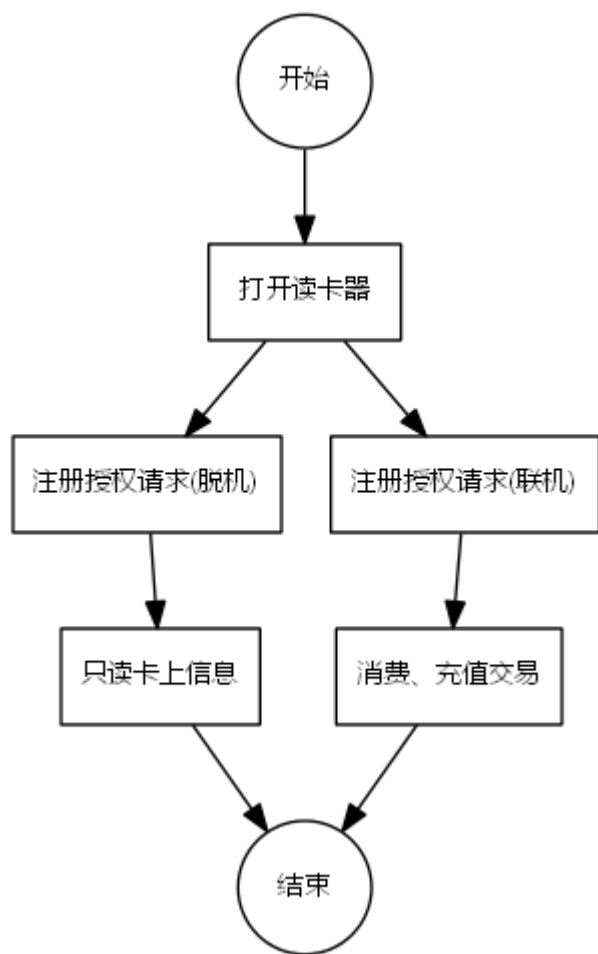 开始
打开读卡器
注册授权请求(脱机)
注册授权请求(联机)
只读卡上信息
消费、充值交易
结束